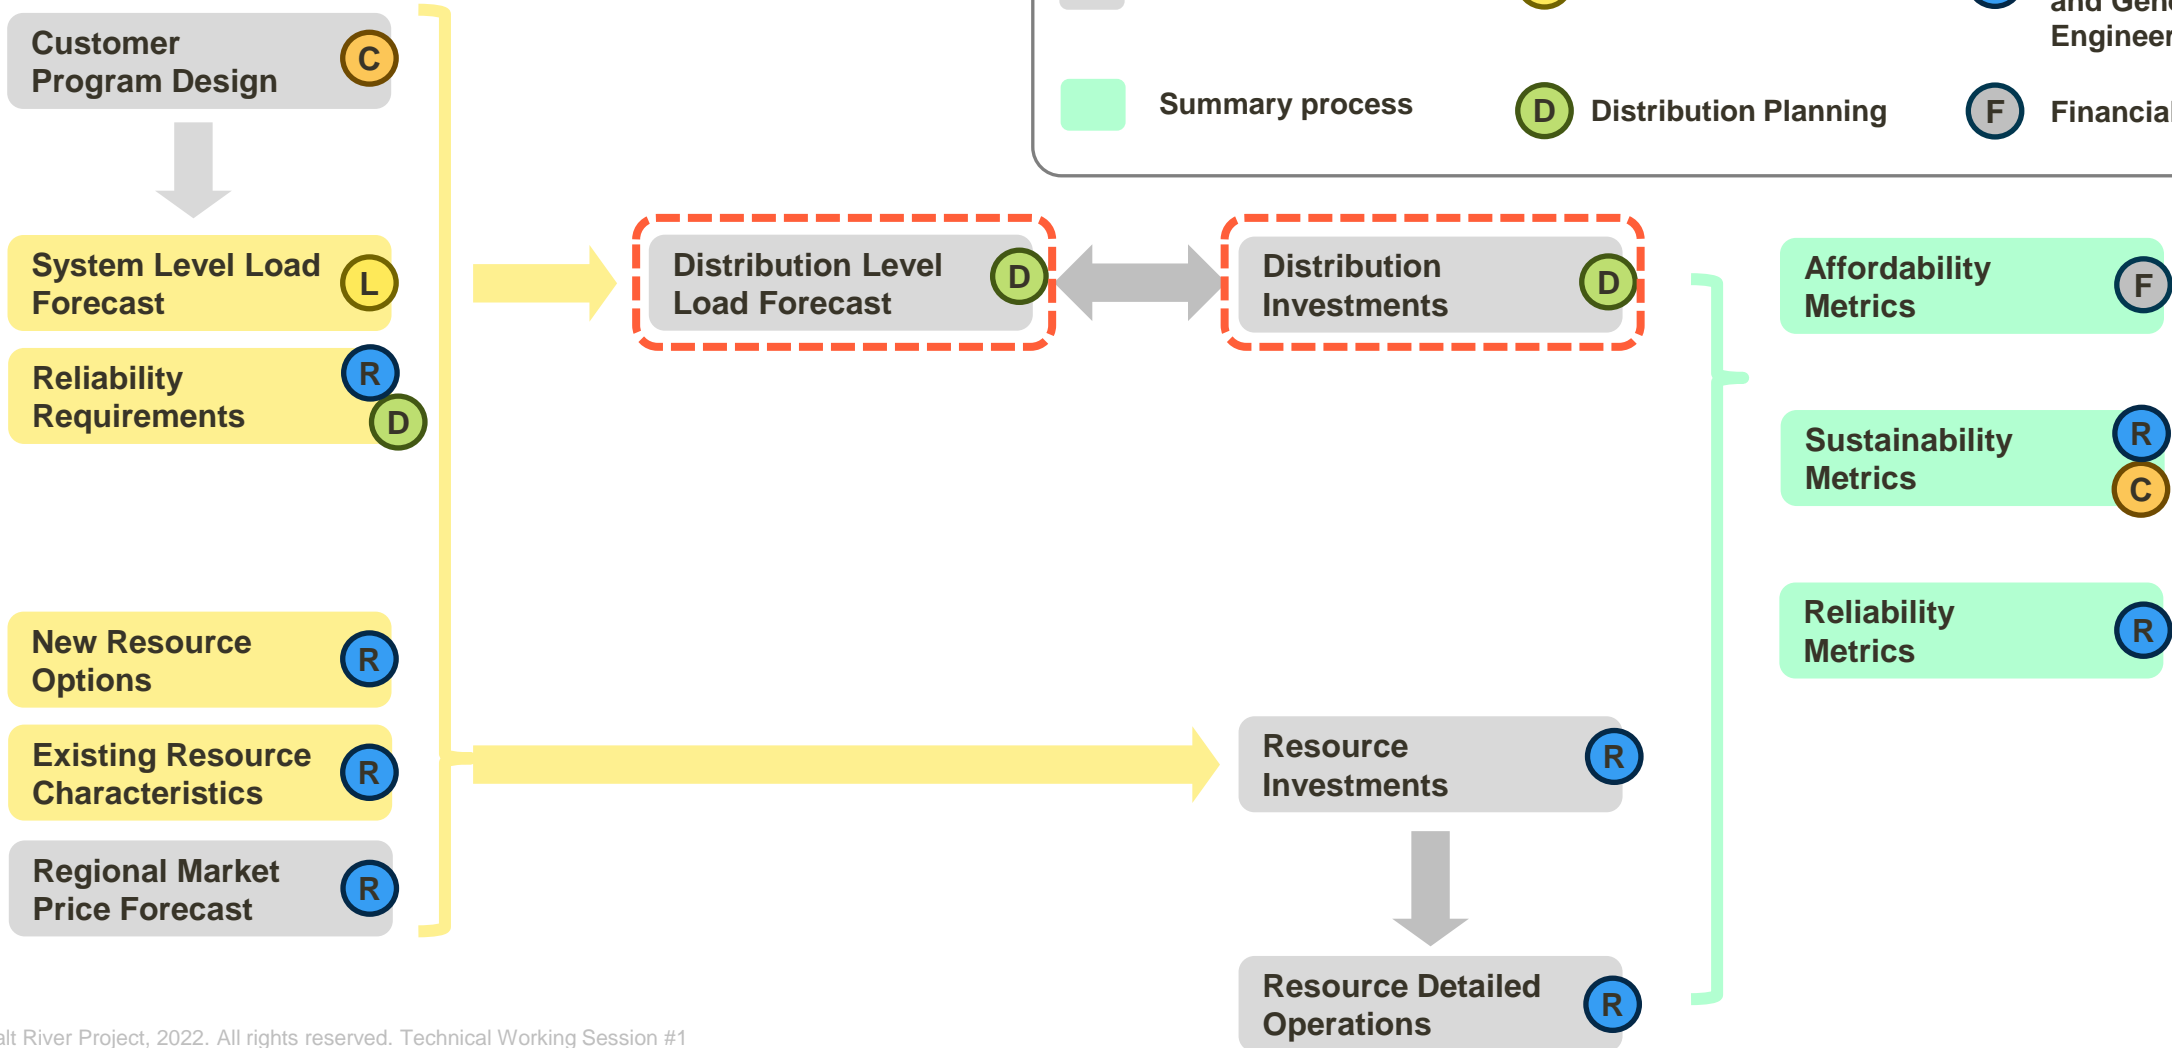 Customer
Program Design
C
and Gene
Engineer
Summary process
D
Distribution Planning
F
Financial
System Level Load
Forecast
L
Reliability
Requirements
R
D
Distribution Level
Load Forecast
D
Distribution
Investments
D
Affordability
Metrics
F
Sustainability
Metrics
R
C
Reliability
Metrics
R
New Resource
Options
R
Existing Resource
Characteristics
R
Regional Market
Price Forecast
R
Resource
Investments
R
Resource Detailed
Operations
R
alt River Project, 2022. All rights reserved. Technical Working Session #1